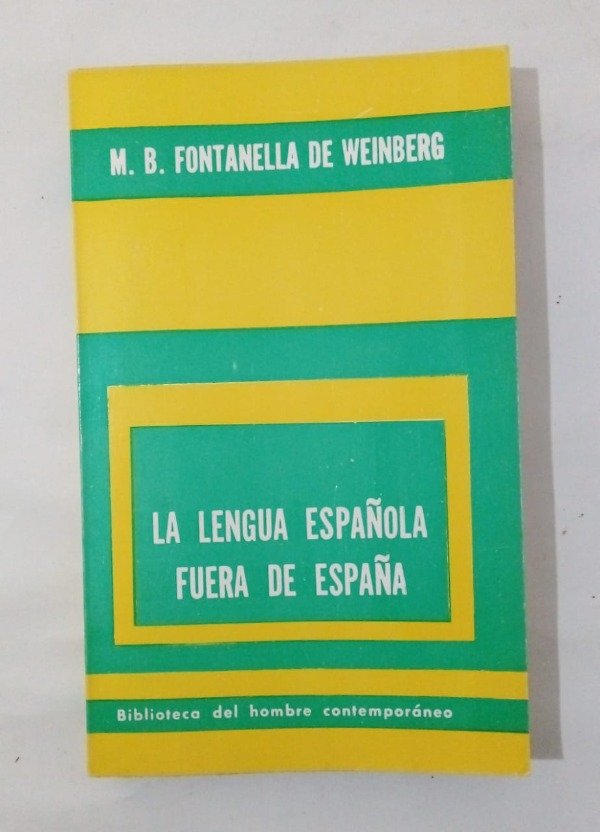 M. B. FONTANELLA DE WEINBERG
LA LENGUA ESPAÑOLA
FUERA DE ESPAÑA
Biblioteca del hombre contemporáneo